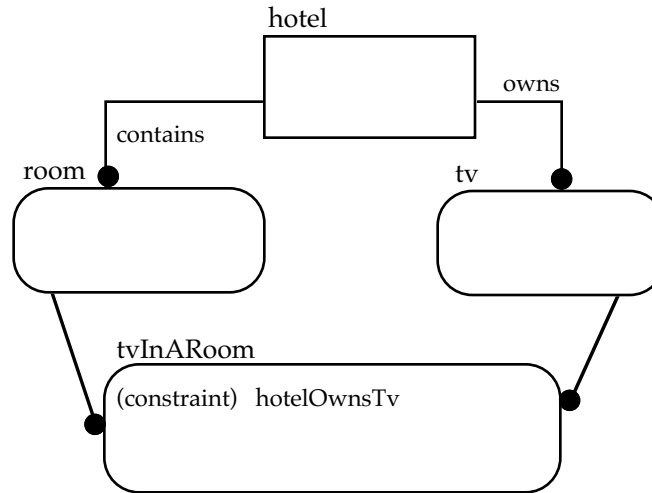 hotel
owns
contains
room
tv
tvInARoom
(constraint) hotelOwnsTv